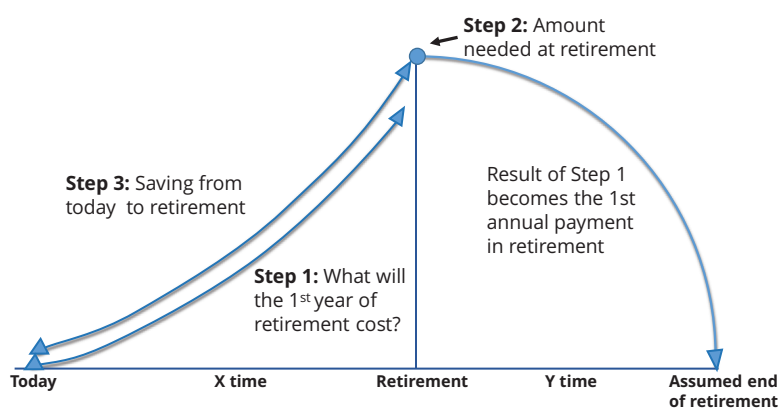 Step 2: Amount
needed at retirement
Step 3: Saving from
today to retirement
Result of Step 1
becomes the 1st
annual payment
in retirement
Step 1: What will
the 1st year of
retirement cost?
Today
X time
Retirement
Y time
Assumed end
of retirement